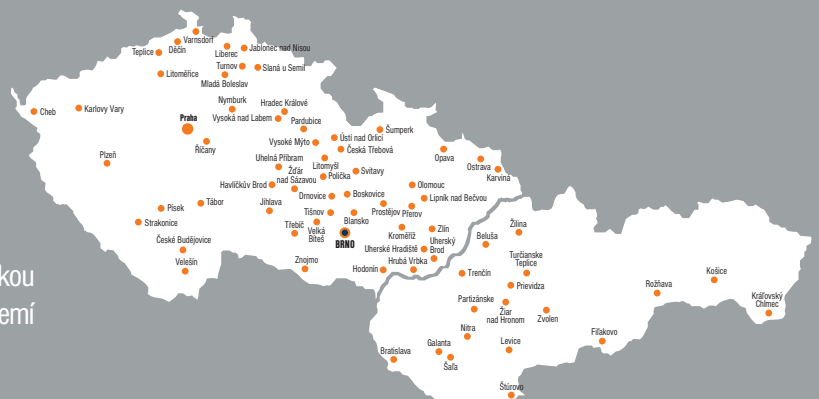 Varnsdorf
Děčín
Teplice
Liberec
Jablonec nad Nisou
Turnov
Slaná u Semil
Litoměřice
Mladá Boleslav
Cheb
Karlovy Vary
Nymburk
Hradec Králové
Praha
Vysoká nad Labem
Pardubice
Šumperk
Ústí nad Orlicí
Říčany
Vysoké Mýto
Česká Třebová
Opava
Ostrava
Plzeň
Uhelná Příbram
Litomyšl
Karviná
Žďár
nad Sázavou
Polička
Svitavy
Havlíčkův Brod
Olomouc
Písek
Tábor
Jihlava
Drnovice
Boskovice
Lipník nad Bečvou
Strakonice
Tišnov
Blansko
Prostějov
Přerov
Třebíč
Velká
Bíteš
BRNO
Kroměříž
Zlín
Žilina
České Budějovice
Uherské Hradiště
Uherský
Brod
Beluša
Velešín
Znojmo
Hodonín
Hrubá Vrbka
Turčianske
Teplice
Trenčín
Košice
kou
Prievidza
Rožňava
Kráľovský
Chlmec
emí
Partizánske
Žiar
nad Hronom
Zvolen
Nitra
Fiľakovo
Bratislava
Galanta
Levice
Šaľa
Štúrovo